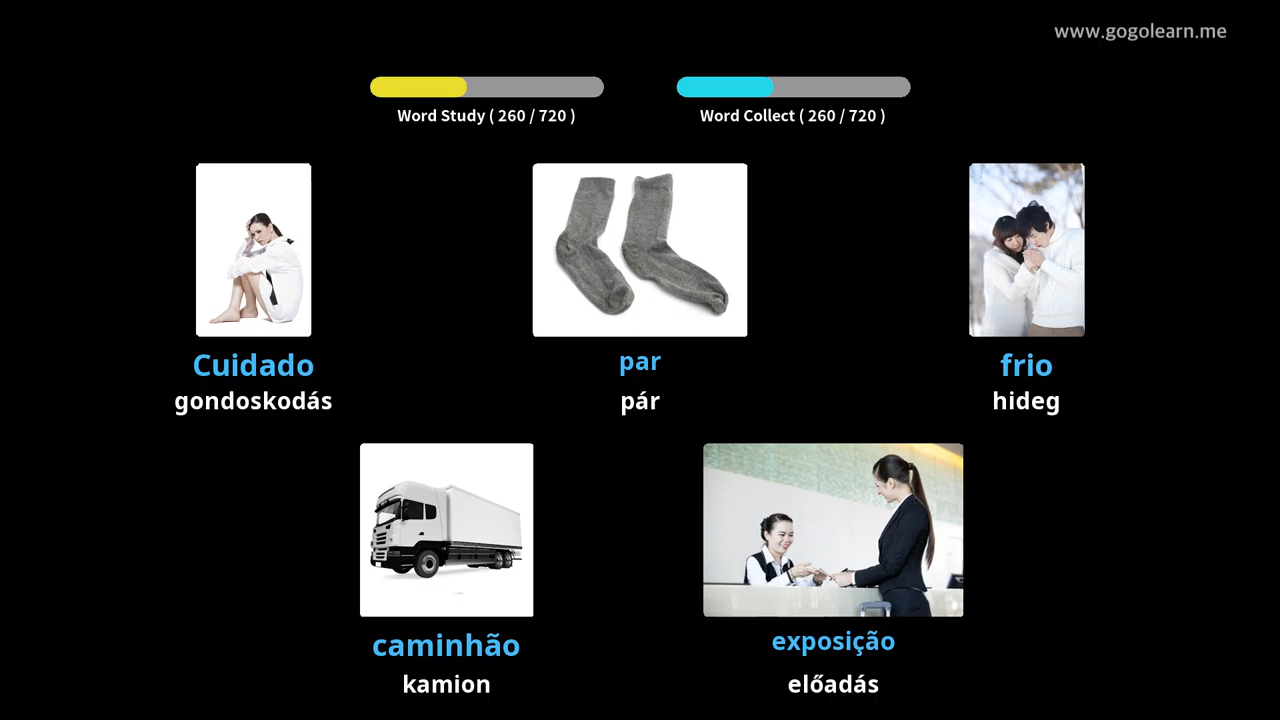 www.gogolearn.me
Word Study ( 260 / 720 )
Word Collect ( 260 / 720 )
Cuidado
gondoskodás
par
pár
frio
hideg
caminhão
kamion
exposição
előadás